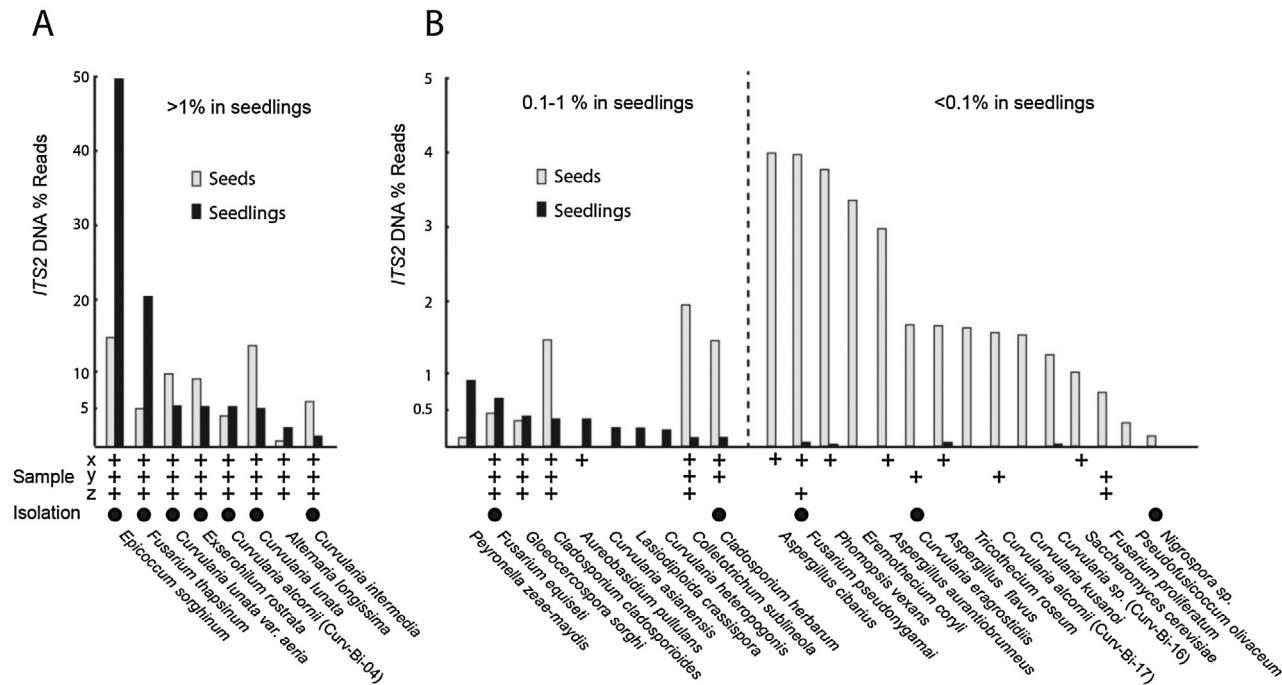 A
ITS2 DNA % Reads
50
40
30
20
10
5
>1% in seedlings
Seeds
Seedlings
Sample
x + + + + + + + +
y + + + + + + + +
z + + + + + + + +
Isolation
Epicoccum sorghinum
Fusarium thapsinum
Curvularia lunata var. aeria
Exserohilum rostrata
Curvularia alcornii (Curv-Bi-04)
Curvularia lunata
Alternaria longissima
Curvularia intermedia
B
ITS2 DNA % Reads
5
4
3
2
1
0.5
0.1-1 % in seedlings
Seeds
Seedlings
<0.1% in seedlings
+ + + + + + + + + + + +
+ + + + + + + +
+ + + + + +
Peyronella zeae-maydis
Fusarium equiseti
Gloeocercospora sorghi
Cladosporium cladosporioides
Aureobasidium pullulans
Curvularia asianensis
Lasiodiploida crassispora
Curvularia heteropogonis
Colletotrichum sublineola
Cladosporium herbarum
Aspergillus cibarius
Fusarium pseudonygamai
Phomopsis vexans
Eremothecium coryli
Aspergillus aurantiobrunneus
Curvularia eragrostidiis
Aspergillus flavus
Tricothecium roseum
Curvularia alcornii (Curv-Bi-17)
Curvularia kusanoi
Curvularia sp. (Curv-Bi-16)
Saccharomyces cerevisiae
Fusarium proliferatum
Pseudofusicoccum olivaceum
Nigrospora sp.